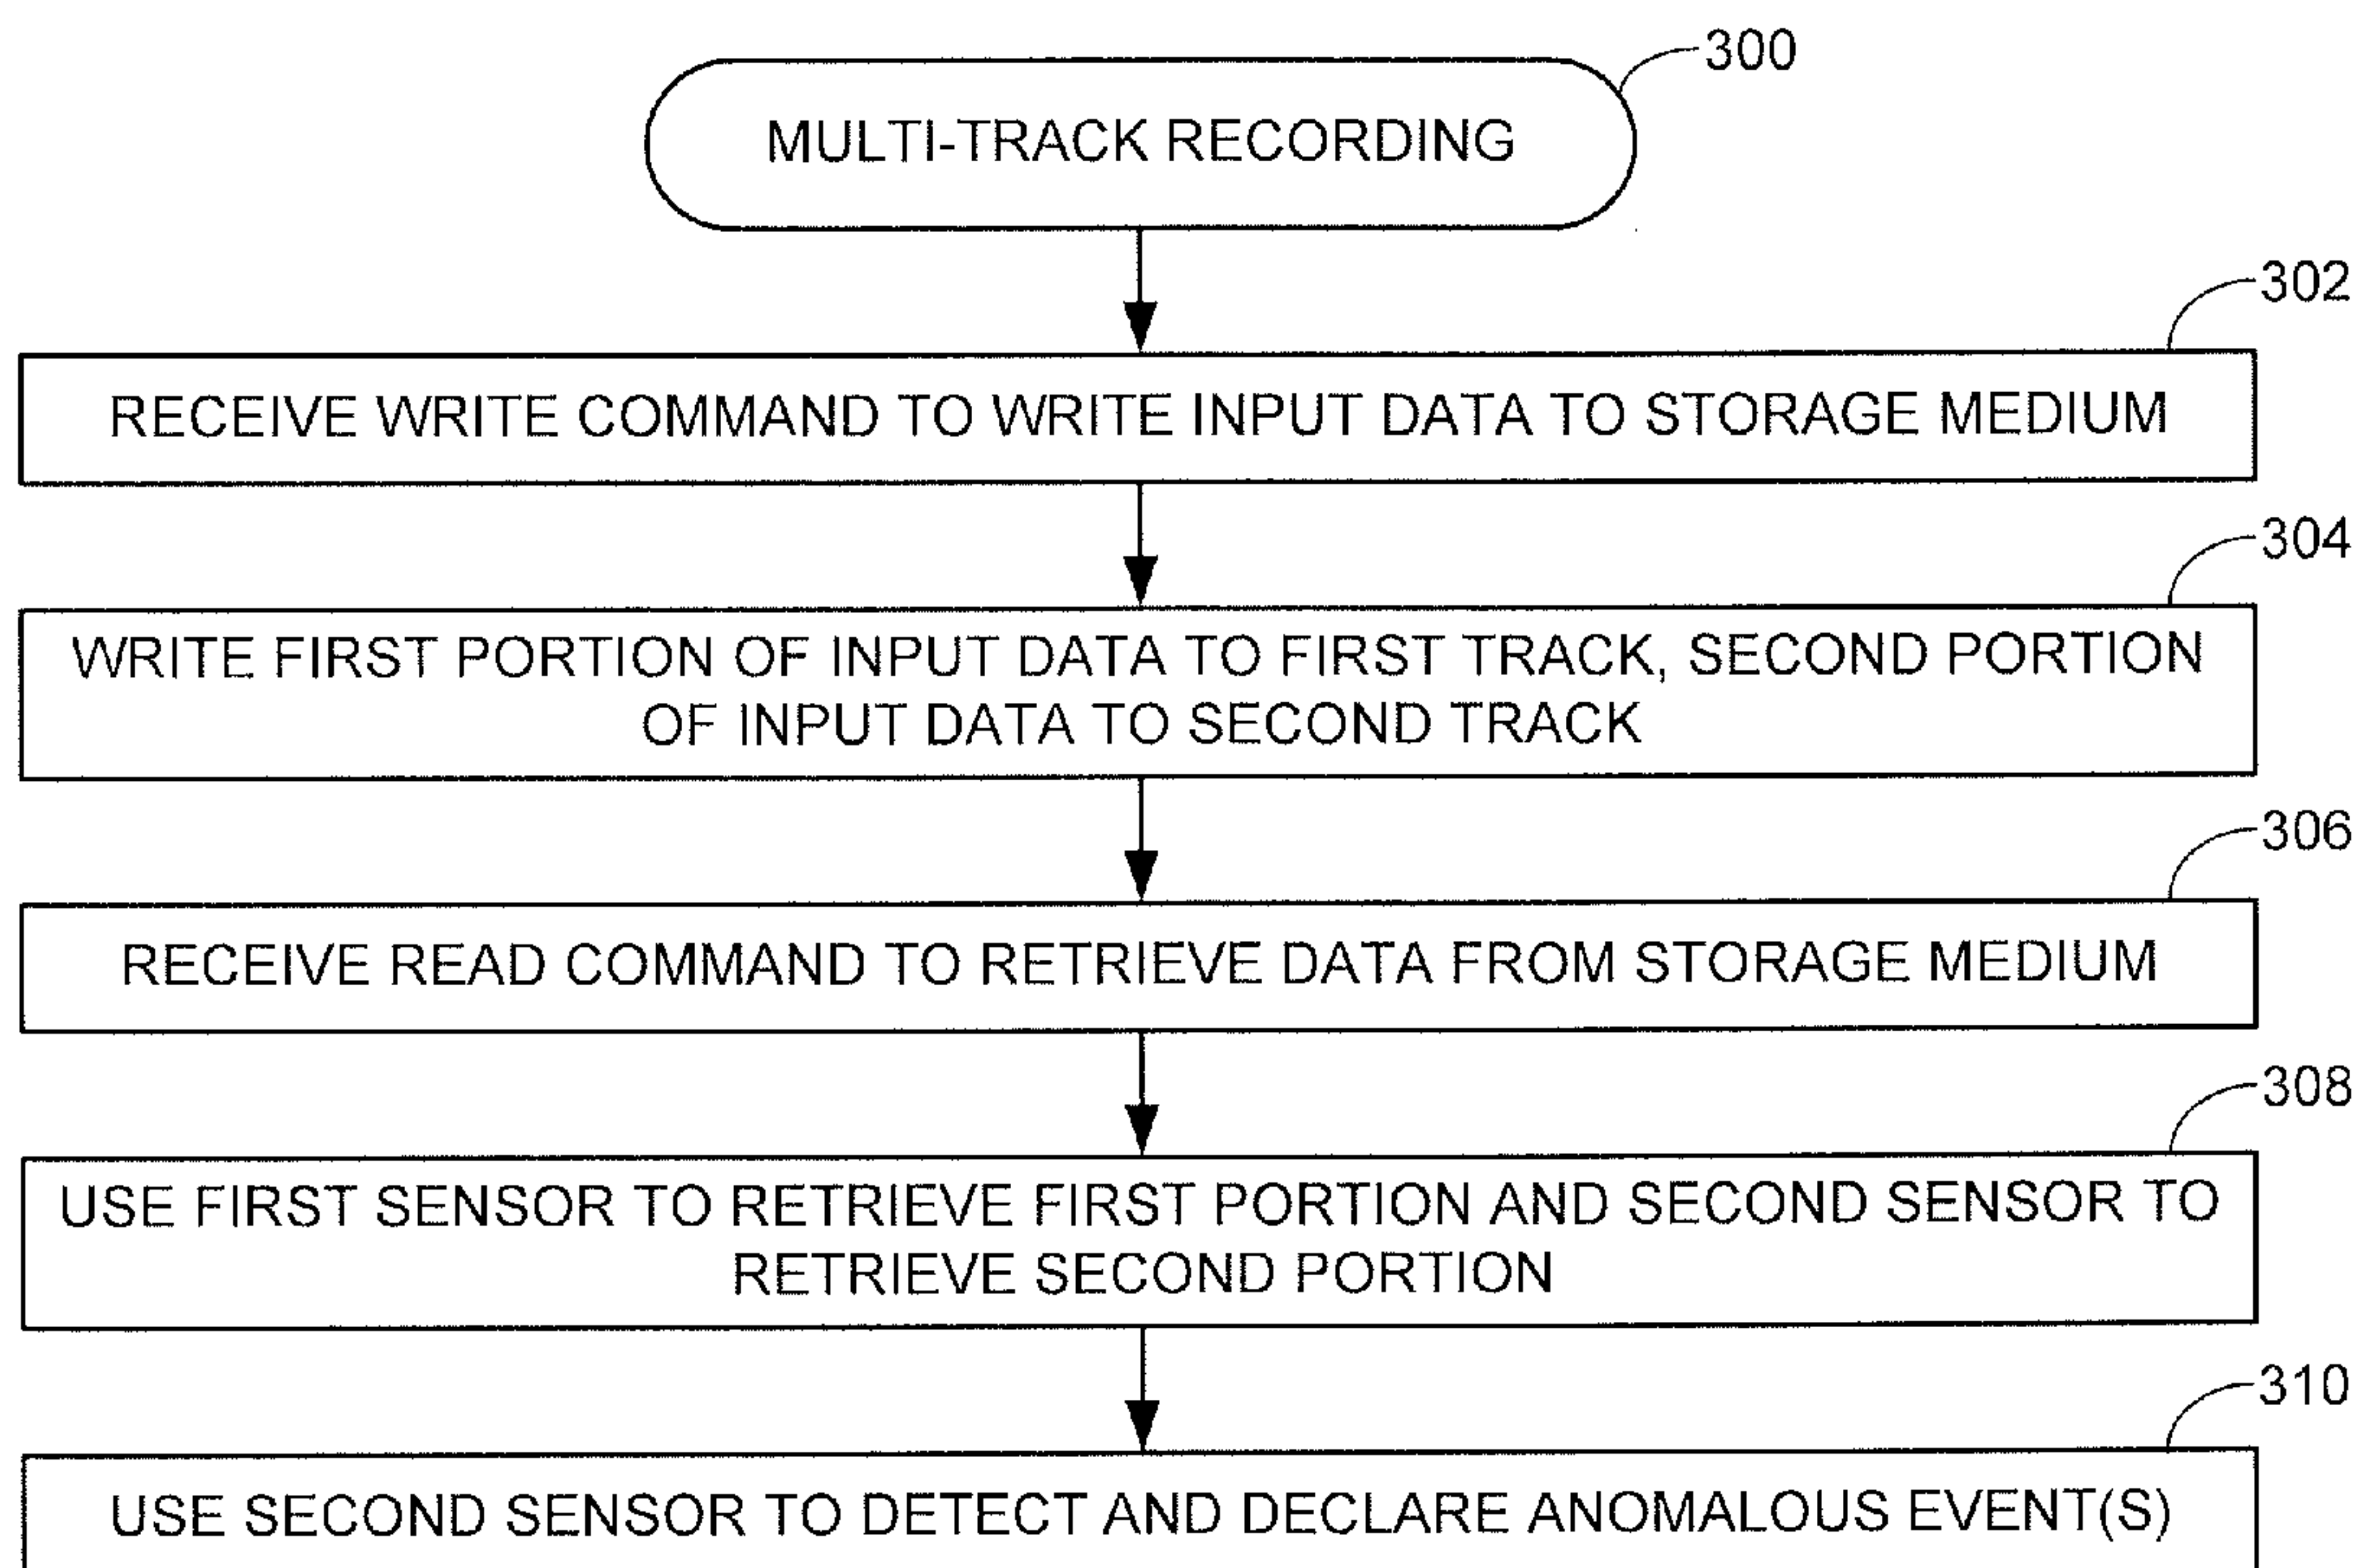 300
MULTI-TRACK RECORDING
302
RECEIVE WRITE COMMAND TO WRITE INPUT DATA TO STORAGE MEDIUM
304
WRITE FIRST PORTION OF INPUT DATA TO FIRST TRACK, SECOND PORTION
OF INPUT DATA TO SECOND TRACK
306
RECEIVE READ COMMAND TO RETRIEVE DATA FROM STORAGE MEDIUM
308
USE FIRST SENSOR TO RETRIEVE FIRST PORTION AND SECOND SENSOR TO
RETRIEVE SECOND PORTION
310
USE SECOND SENSOR TO DETECT AND DECLARE ANOMALOUS EVENT(S)